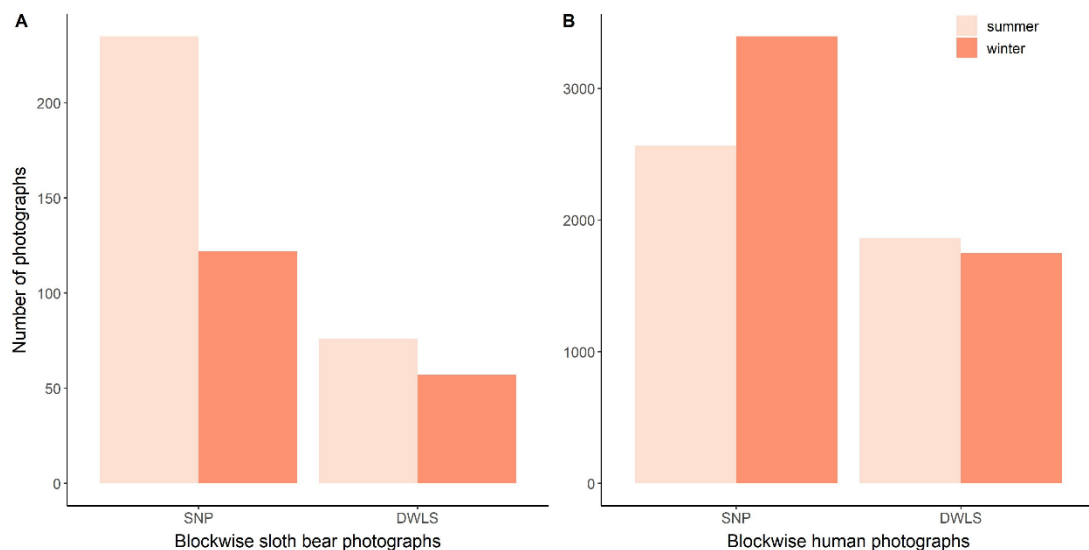 A
Number of photographs
200
150
100
50
0
SNP
DWLS
Blockwise sloth bear photographs
B
summer
winter
3000
2000
1000
0
SNP
DWLS
Blockwise human photographs